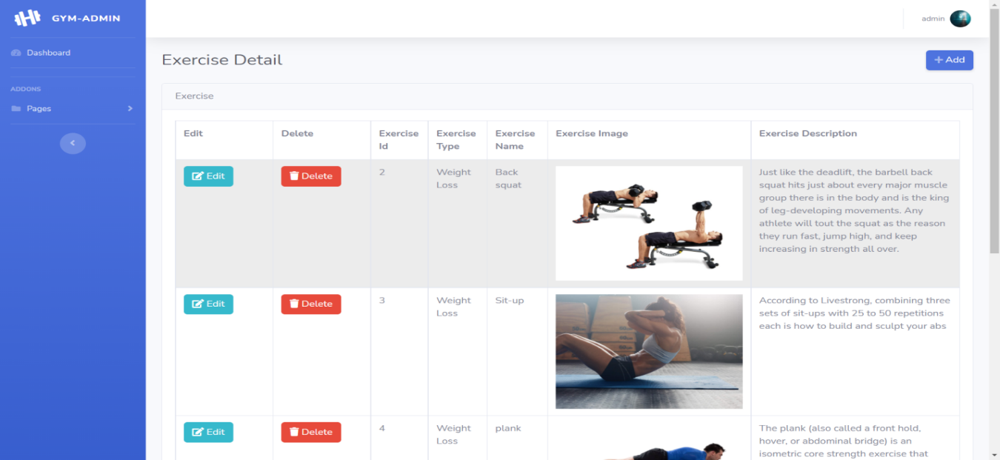 GYM-ADMIN
admin
Dashboard
ADDONS
Pages
Exercise Detail
Add
Exercise
Edit
Delete
Exercise
Id
Exercise
Type
Exercise
Name
Exercise Image
Exercise Description
Edit
Delete
2
Weight
Loss
Back
squat
Just like the deadlift, the barbell back
squat hits just about every major muscle
group there is in the body and is the king
of leg-developing movements. Any
athlete will tout the squat as the reason
they run fast, jump high, and keep
increasing in strength all over.
Edit
Delete
3
Weight
Loss
Sit-up
According to Livestrong, combining three
sets of sit-ups with 25 to 50 repetitions
each is how to build and sculpt your abs
Edit
Delete
4
Weight
Loss
plank
The plank (also called a front hold,
hover, or abdominal bridge) is an
isometric core strength exercise that